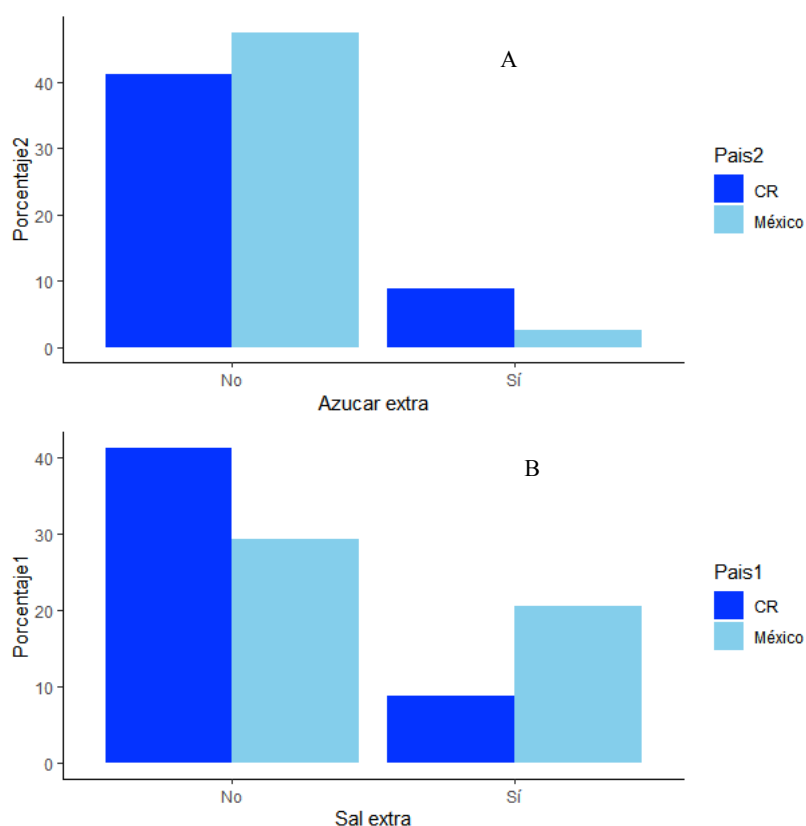 A
Porcentaje2
40
30
20
10
0
No
Sí
Azucar extra
Pais2
CR
México
B
Porcentaje1
40
30
20
10
0
No
Sí
Sal extra
Pais1
CR
México